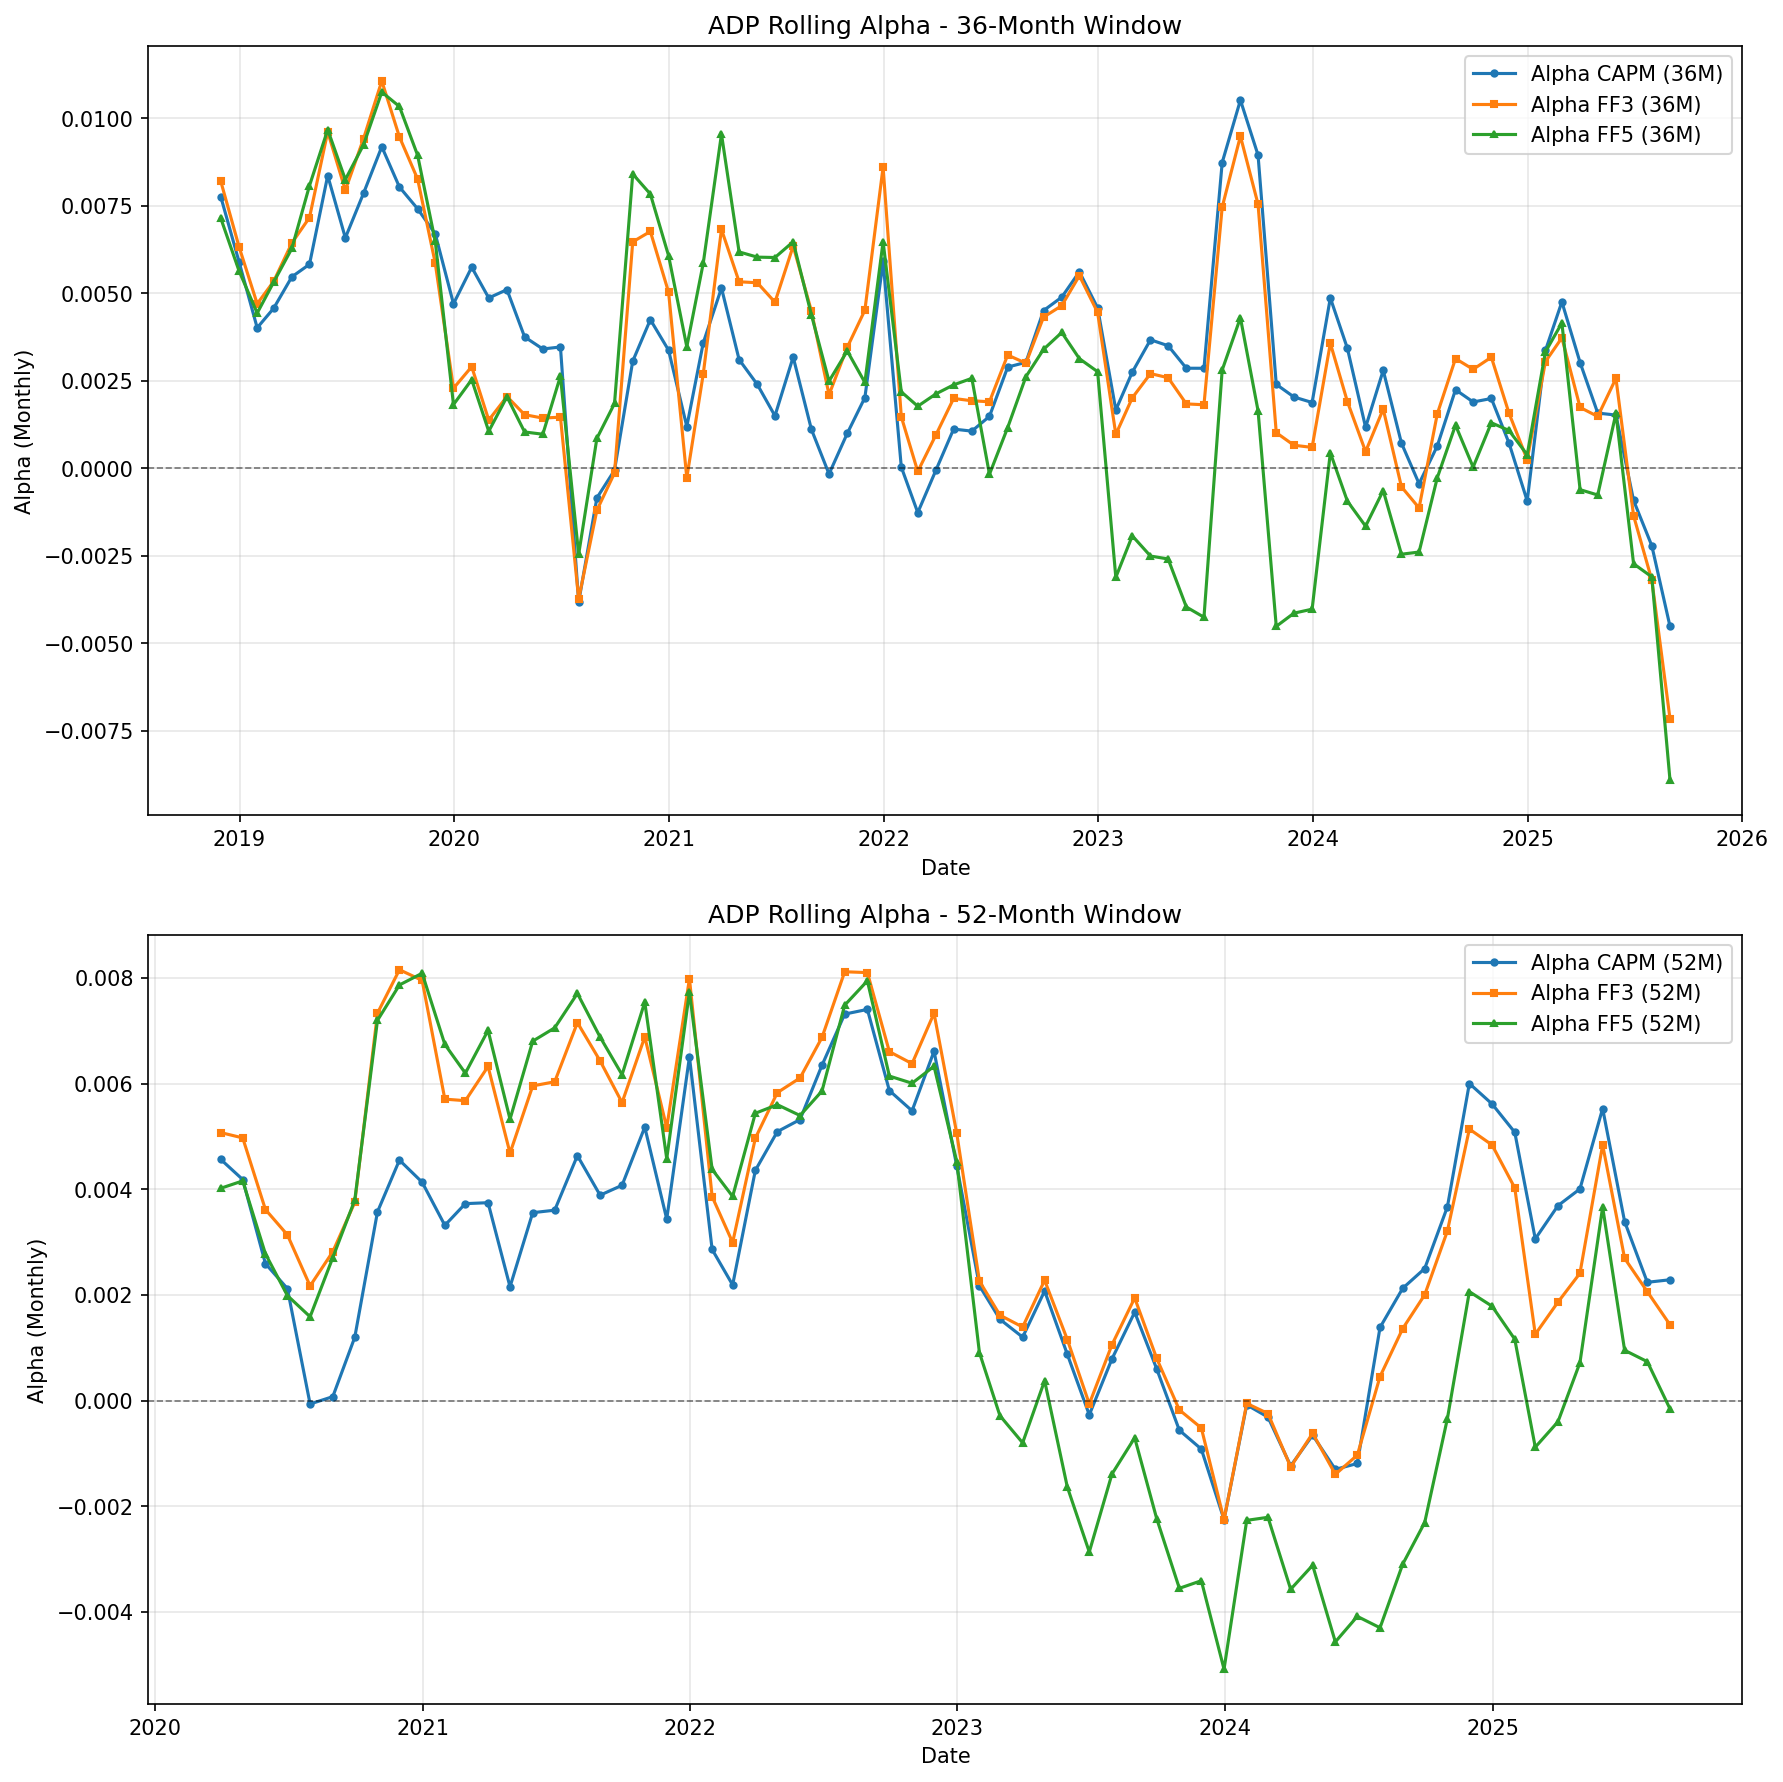 ADP Rolling Alpha - 36-Month Window
Alpha CAPM (36M)
Alpha FF3 (36M)
Alpha FF5 (36M)
Alpha (Monthly)
0.0100
0.0075
0.0050
0.0025
0.0000
−0.0025
−0.0050
−0.0075
2019 2020 2021 2022 2023 2024 2025 2026
Date
ADP Rolling Alpha - 52-Month Window
Alpha CAPM (52M)
Alpha FF3 (52M)
Alpha FF5 (52M)
Alpha (Monthly)
0.008
0.006
0.004
0.002
0.000
−0.002
−0.004
2020 2021 2022 2023 2024 2025
Date